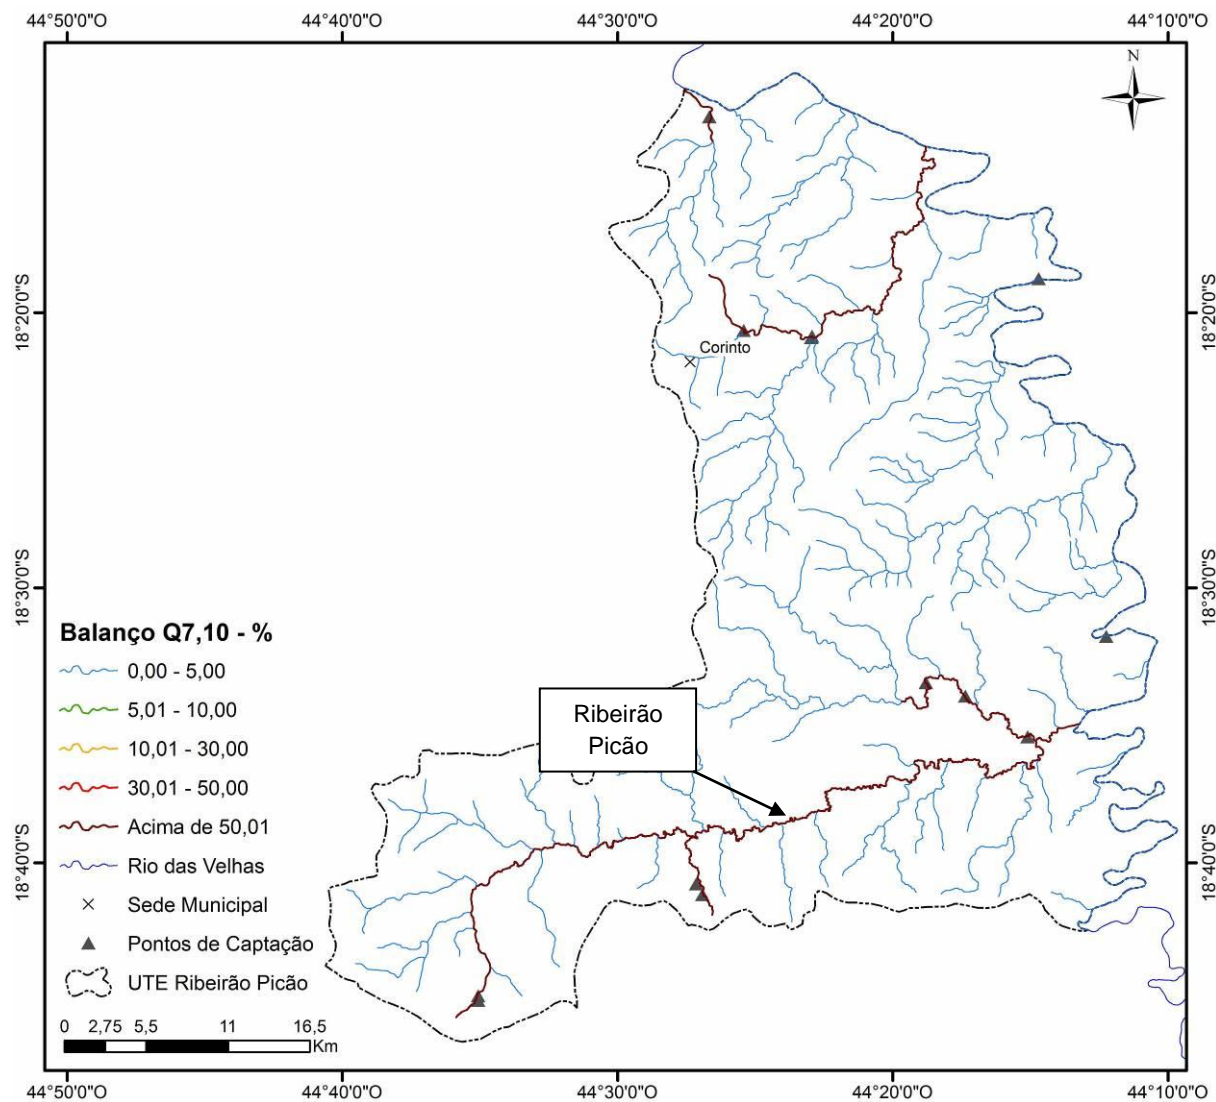 44°50'0"O 44°40'0"O 44°30'0"O 44°20'0"O 44°10'0"O
N
18°20'0"S 18°20'0"S
Corinto
18°30'0"S 18°30'0"S
Balanço Q7,10 - %
0,00 - 5,00
5,01 - 10,00
10,01 - 30,00
30,01 - 50,00
Acima de 50,01
Rio das Velhas
Sede Municipal
Pontos de Captação
UTE Ribeirão Picão
Ribeirão
Picão
18°40'0"S 18°40'0"S
0 2,75 5,5 11 16,5
Km
44°50'0"O 44°40'0"O 44°30'0"O 44°20'0"O 44°10'0"O